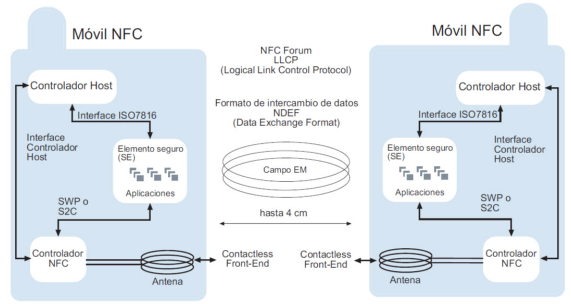 Móvil NFC
Controlador Host
Interface ISO7816
Interface
Controlador
Host
Elemento seguro
(SE)
Aplicaciones
SWP o
S2C
Controlador
NFC
Antena
Contactless
Front-End
NFC Forum
LLCP
(Logical Link Control Protocol)
Formato de intercambio de datos
NDEF
(Data Exchange Format)
Campo EM
hasta 4 cm
Móvil NFC
Controlador Host
Interface ISO7816
Interface
Controlador
Host
Elemento seguro
(SE)
Aplicaciones
SWP o
S2C
Contactless
Front-End
Antena
Controlador
NFC